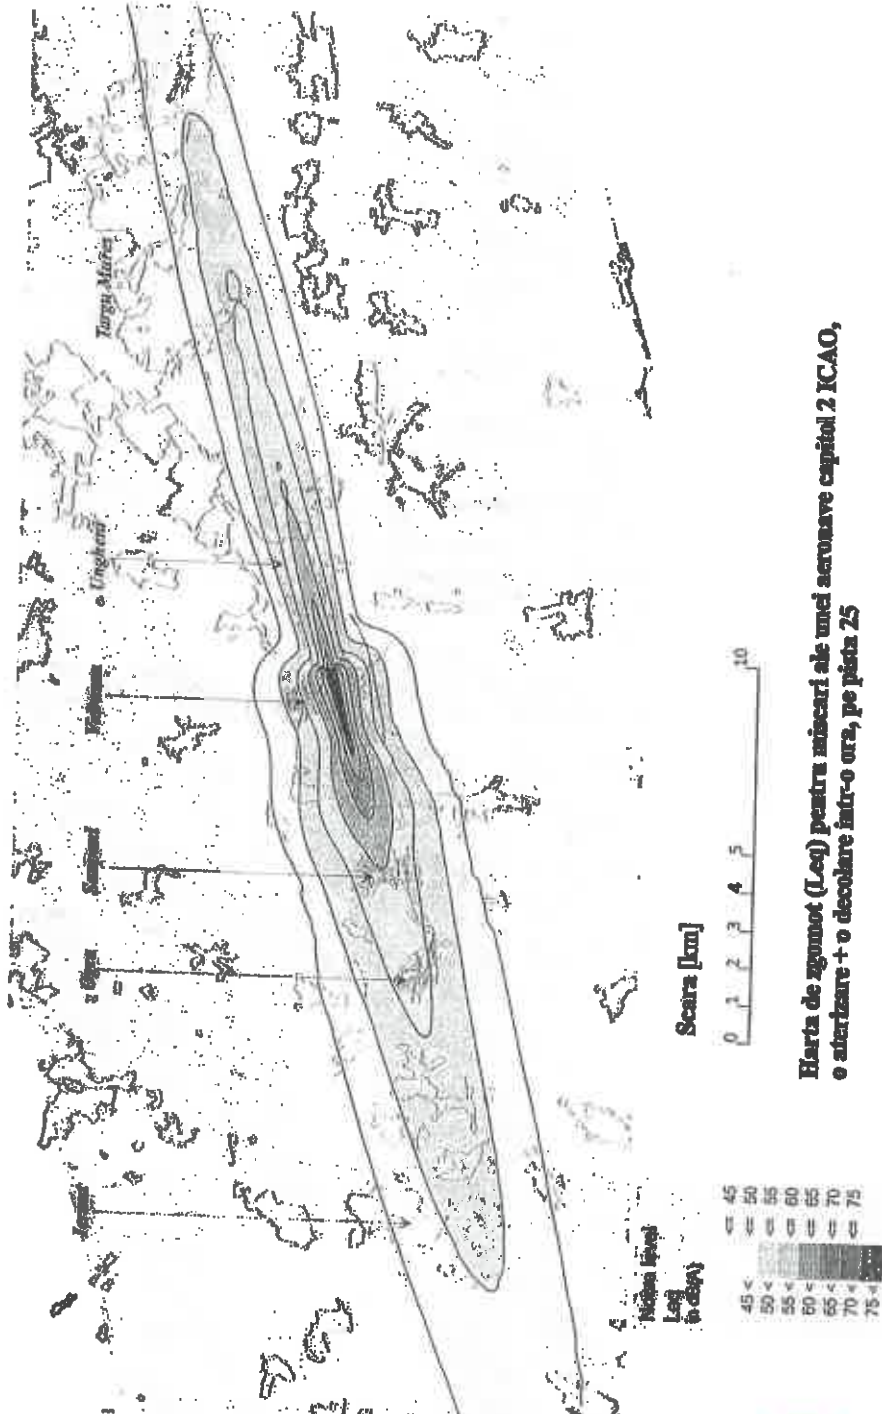 Targu Mures
Ungheni
Scara [km]
0 1 2 3 4 5 10
Harta de zgomot (Leq) pentru miscari ale unei aeronave capitol 2 ICAO,
o aterizare + o decolare intr-o ora, pe pista 25
Noise level
Leq
<= 45
45 < <= 50
50 < <= 55
55 < <= 60
60 < <= 65
65 < <= 70
70 < <= 75
75 <